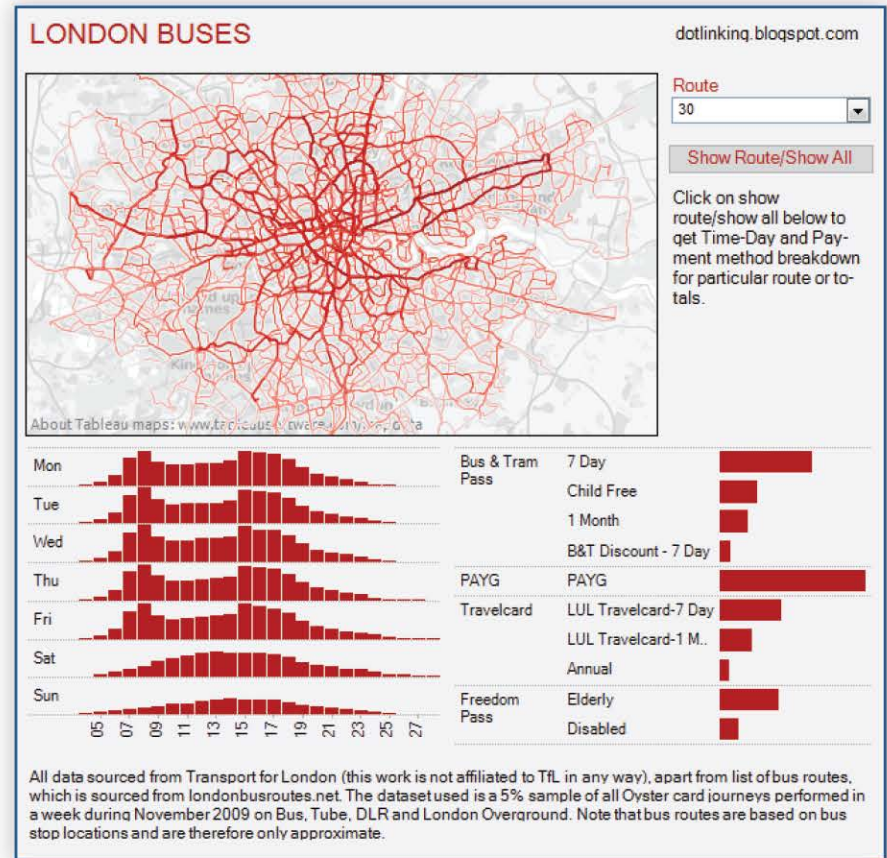 LONDON BUSES
dotlinking.blogspot.com
Route
30
Show Route/Show All
Click on show
route/show all below to
get Time-Day and Pay-
ment method breakdown
for particular route or to-
tals.
About Tableau maps:
Mon
Tue
Wed
Thu
Fri
Sat
Sun
05 07 09 11 13 15 17 19 21 23 25 27
Bus & Tram
Pass
7 Day
Child Free
1 Month
B&T Discount - 7 Day
PAYG
PAYG
Travelcard
LUL Travelcard-7 Day
LUL Travelcard-1 M..
Annual
Freedom
Pass
Elderly
Disabled
All data sourced from Transport for London (this work is not affiliated to TfL in any way), apart from list of bus routes,
which is sourced from londonbusroutes.net. The dataset used is a 5% sample of all Oyster card journeys performed in
a week during November 2009 on Bus, Tube, DLR and London Overground. Note that bus routes are based on bus
stop locations and are therefore only approximate.